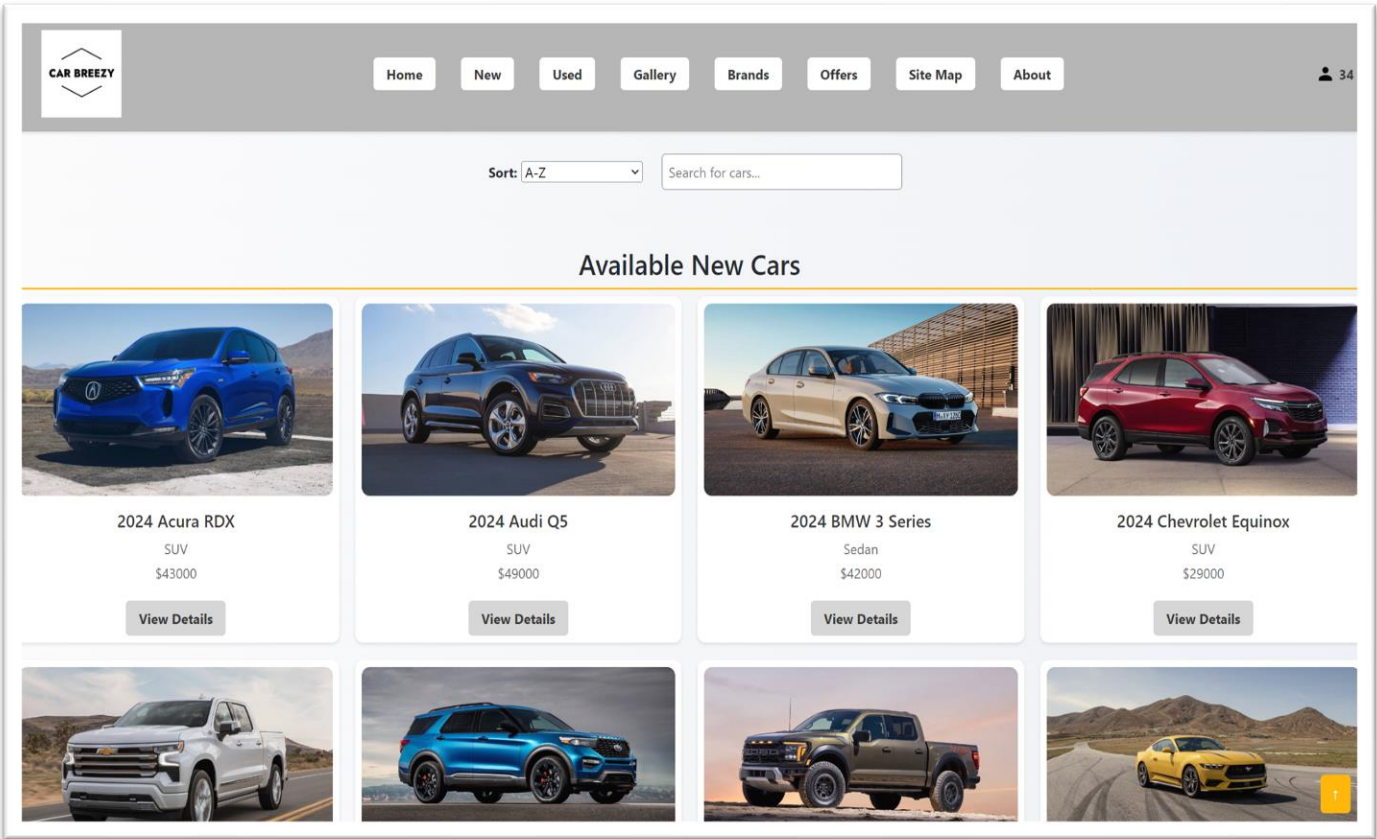 CAR BREEZY
Home New Used Gallery Brands Offers Site Map About 34
Sort: A-Z Search for cars...
Available New Cars
2024 Acura RDX 2024 Audi Q5 2024 BMW 3 Series 2024 Chevrolet Equinox
SUV SUV Sedan SUV
$43000 $49000 $42000 $29000
View Details View Details View Details View Details
↑